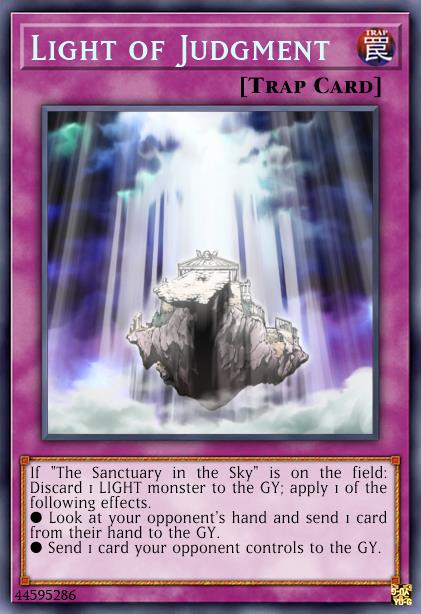 Light of Judgment
TRAP
罠
[Trap Card]
If "The Sanctuary in the Sky" is on the field:
Discard 1 LIGHT monster to the GY; apply 1 of the
following effects.
● Look at your opponent's hand and send 1 card
from their hand to the GY.
● Send 1 card your opponent controls to the GY.
44595286